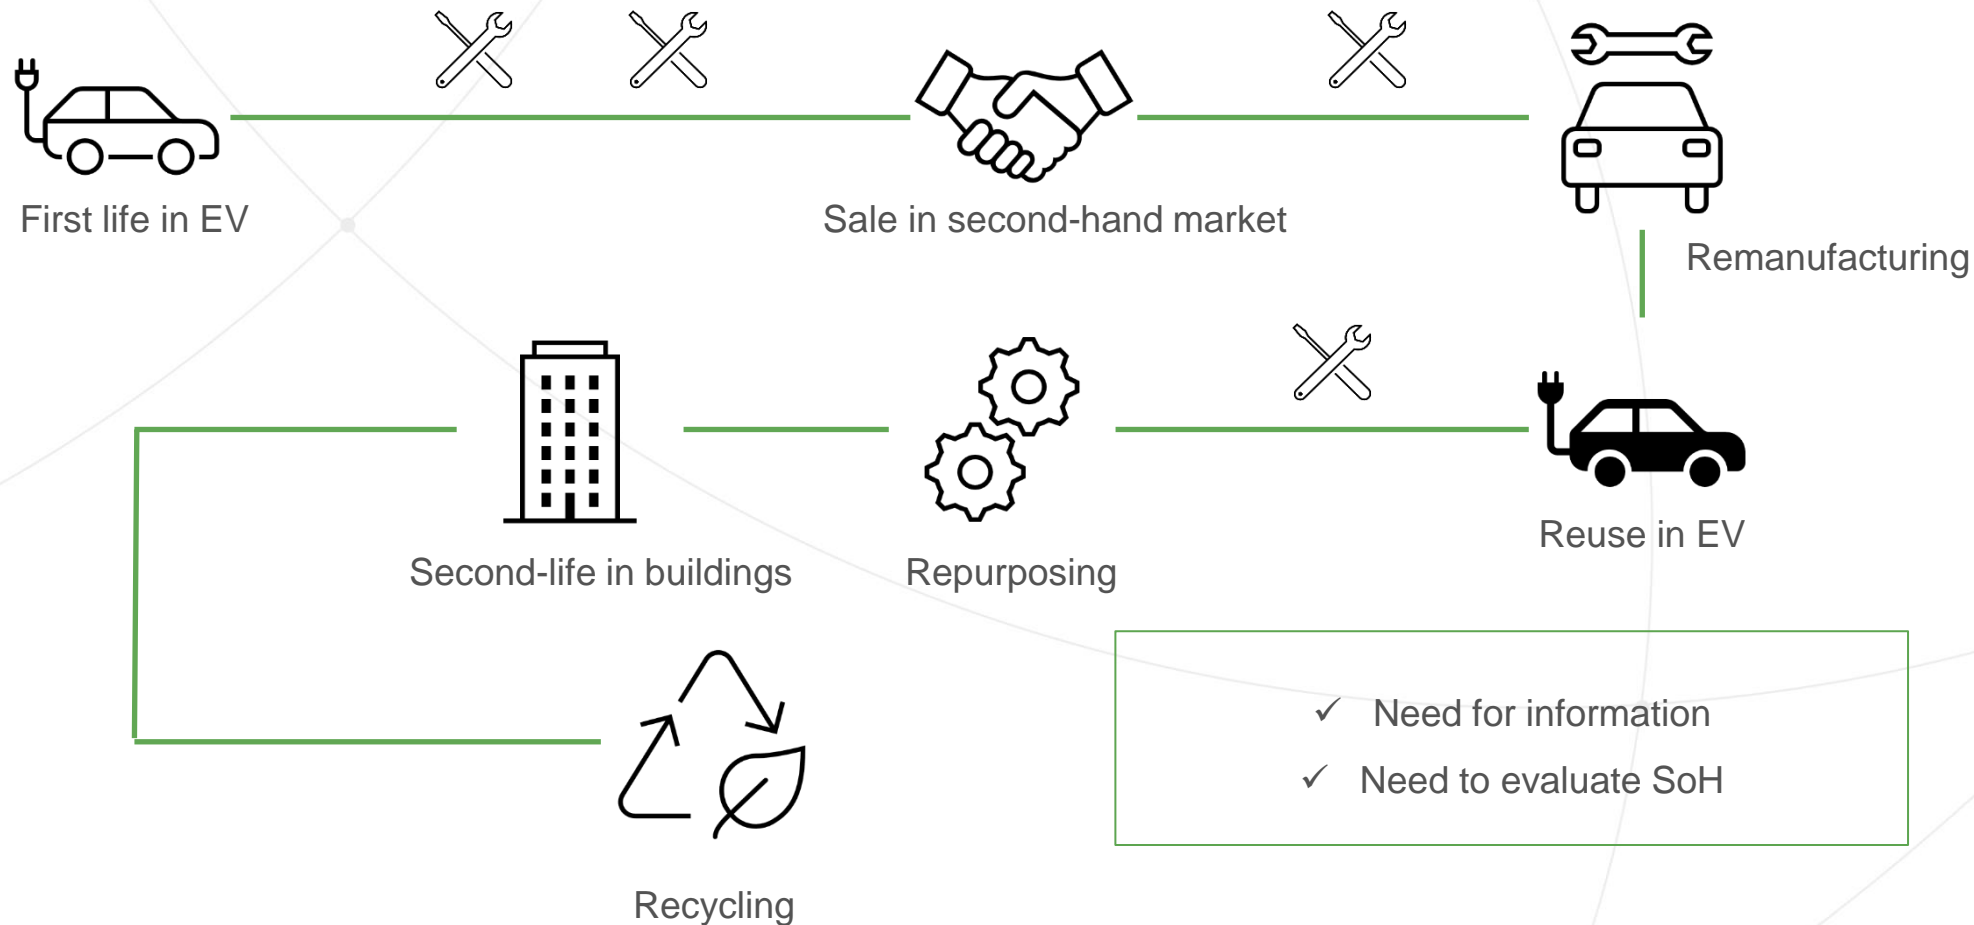 First life in EV
Sale in second-hand market
Remanufacturing
Second-life in buildings
Repurposing
Reuse in EV
✓ Need for information
✓ Need to evaluate SoH
Recycling